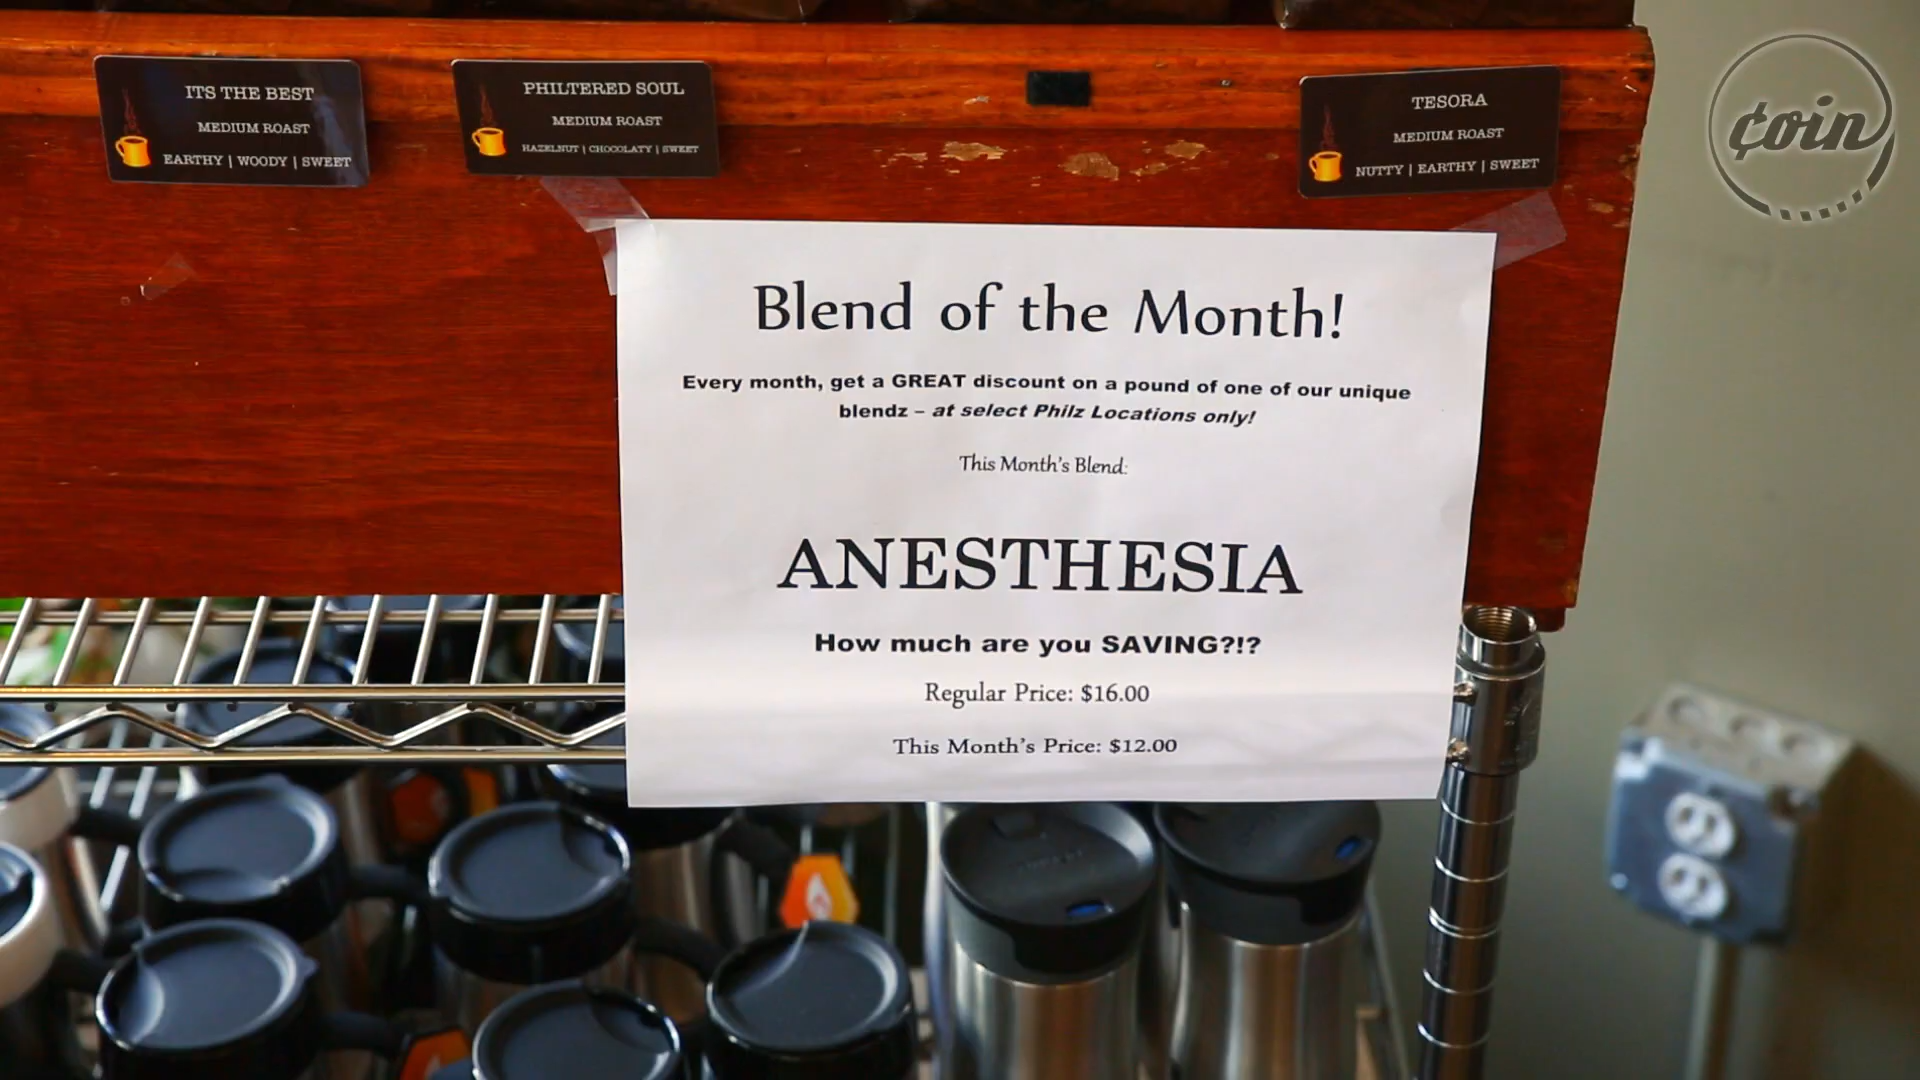 ITS THE BEST
MEDIUM ROAST
EARTHY | WOODY | SWEET
PHILTERED SOUL
MEDIUM ROAST
HAZELNUT | CHOCOLATY | SWEET
TESORA
MEDIUM ROAST
NUTTY | EARTHY | SWEET
¢oin
Blend of the Month!
Every month, get a GREAT discount on a pound of one of our unique
blendz – at select Philz Locations only!
This Month's Blend:
ANESTHESIA
How much are you SAVING?!?
Regular Price: $16.00
This Month's Price: $12.00